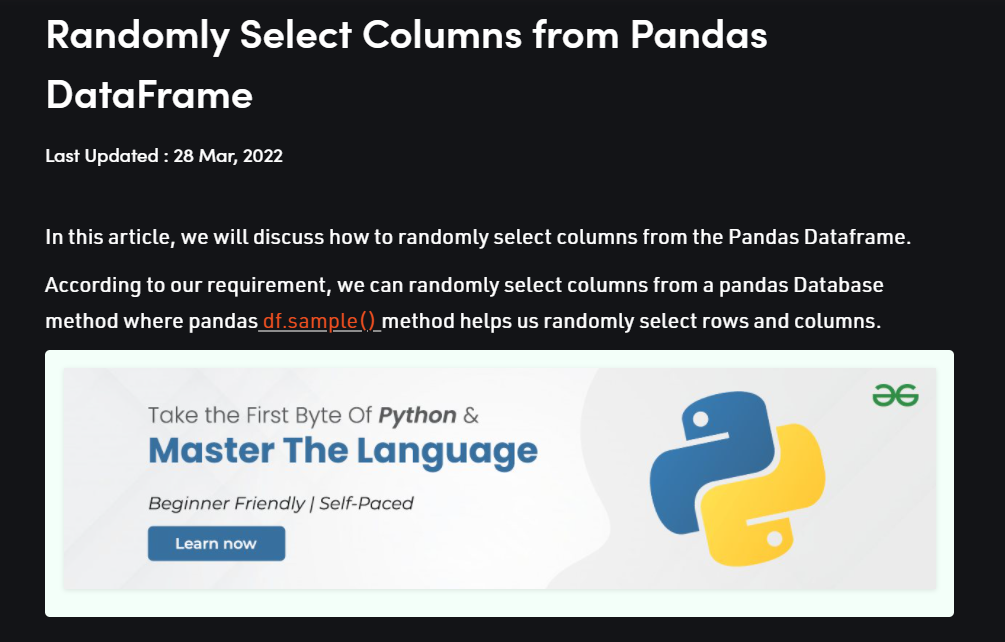 Randomly Select Columns from Pandas
DataFrame
Last Updated : 28 Mar, 2022
In this article, we will discuss how to randomly select columns from the Pandas Dataframe.
According to our requirement, we can randomly select columns from a pandas Database
method where pandas df.sample() method helps us randomly select rows and columns.
Take the First Byte Of Python &
Master The Language
Beginner Friendly | Self-Paced
Learn now